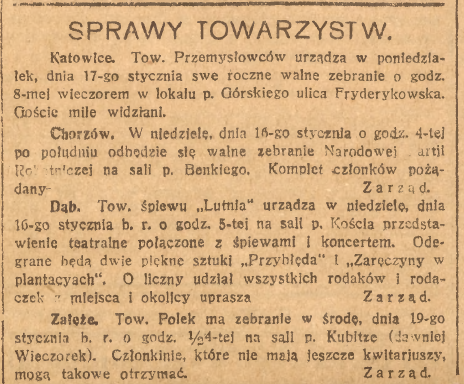 SPRAWY TOWARZYSTW.
Katowice. Tow. Przemysłowców urządza w poniedzia-
łek, dnia 17-go stycznia swe roczne walne zebranie o godz.
8-mej wieczorem w lokalu p. Górskiego ulica Fryderykowska.
Goście mile widziani.
Chorzów. W niedzielę, dnia 16-go stycznia o godz. 4-tej
po południu odbędzie się walne zebranie Narodowej
na sali p. Benkiego. Komplet członków pożą-
dany Zarząd.
Dąb. Tow. śpiewu „Lutnia" urządza w niedzielę, dnia
16-go stycznia b. r. o godz. 5-tej na sali p. Kościa przedsta-
wienie teatralne połączone z śpiewami i koncertem. Ode-
grane będą dwie piękne sztuki „Przybłęda" i „Zaręczyny w
plantacyach". O liczny udział wszystkich rodaków i roda-
czek z miejsca i okolicy uprasza Zarząd.
Załęże. Tow. Polek ma zebranie w środę, dnia 19-go
stycznia b. r. o godz. ½4-tej na sali p. Kubitze (dawniej
Wieczorek). Członkinie, które nie mają jeszcze kwitarjuszy,
mogą takowe otrzymać. Zarząd.